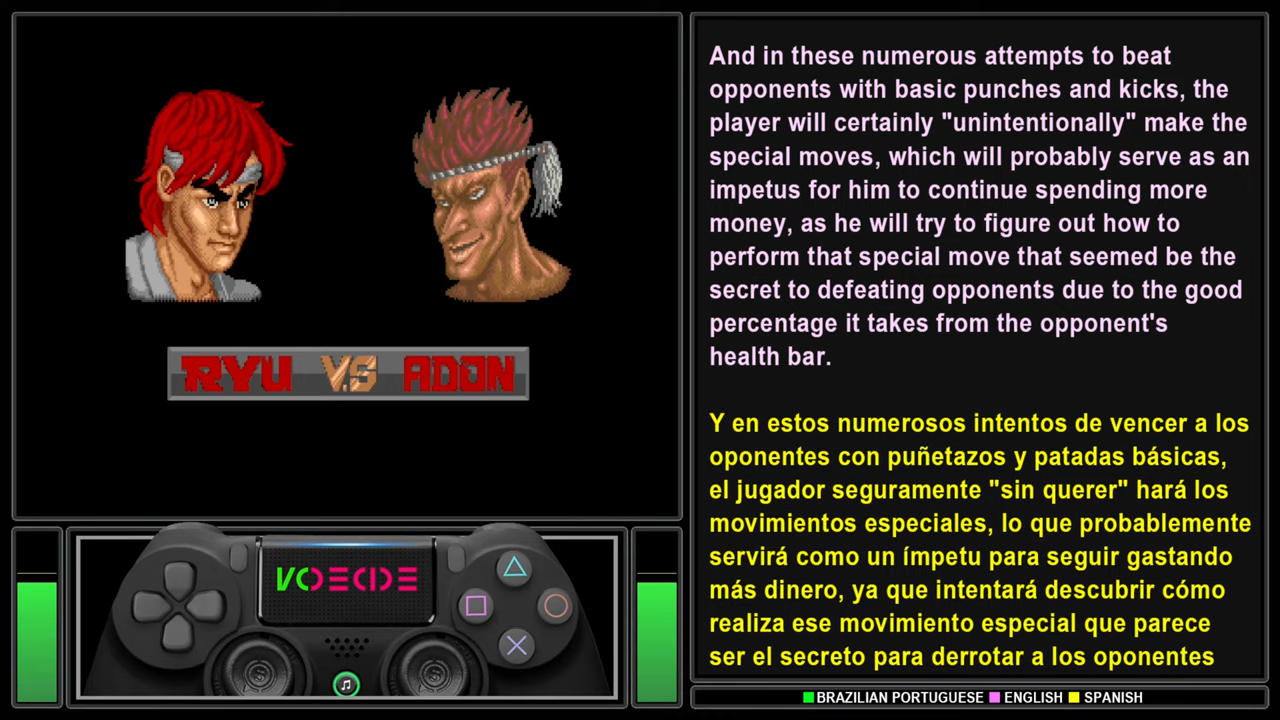 RYU V.S ADON
VCDECIDE
And in these numerous attempts to beat
opponents with basic punches and kicks, the
player will certainly "unintentionally" make the
special moves, which will probably serve as an
impetus for him to continue spending more
money, as he will try to figure out how to
perform that special move that seemed be the
secret to defeating opponents due to the good
percentage it takes from the opponent's
health bar.
Y en estos numerosos intentos de vencer a los
oponentes con puñetazos y patadas básicas,
el jugador seguramente "sin querer" hará los
movimientos especiales, lo que probablemente
servirá como un ímpetu para seguir gastando
más dinero, ya que intentará descubrir cómo
realiza ese movimiento especial que parece
ser el secreto para derrotar a los oponentes
BRAZILIAN PORTUGUESE ENGLISH SPANISH